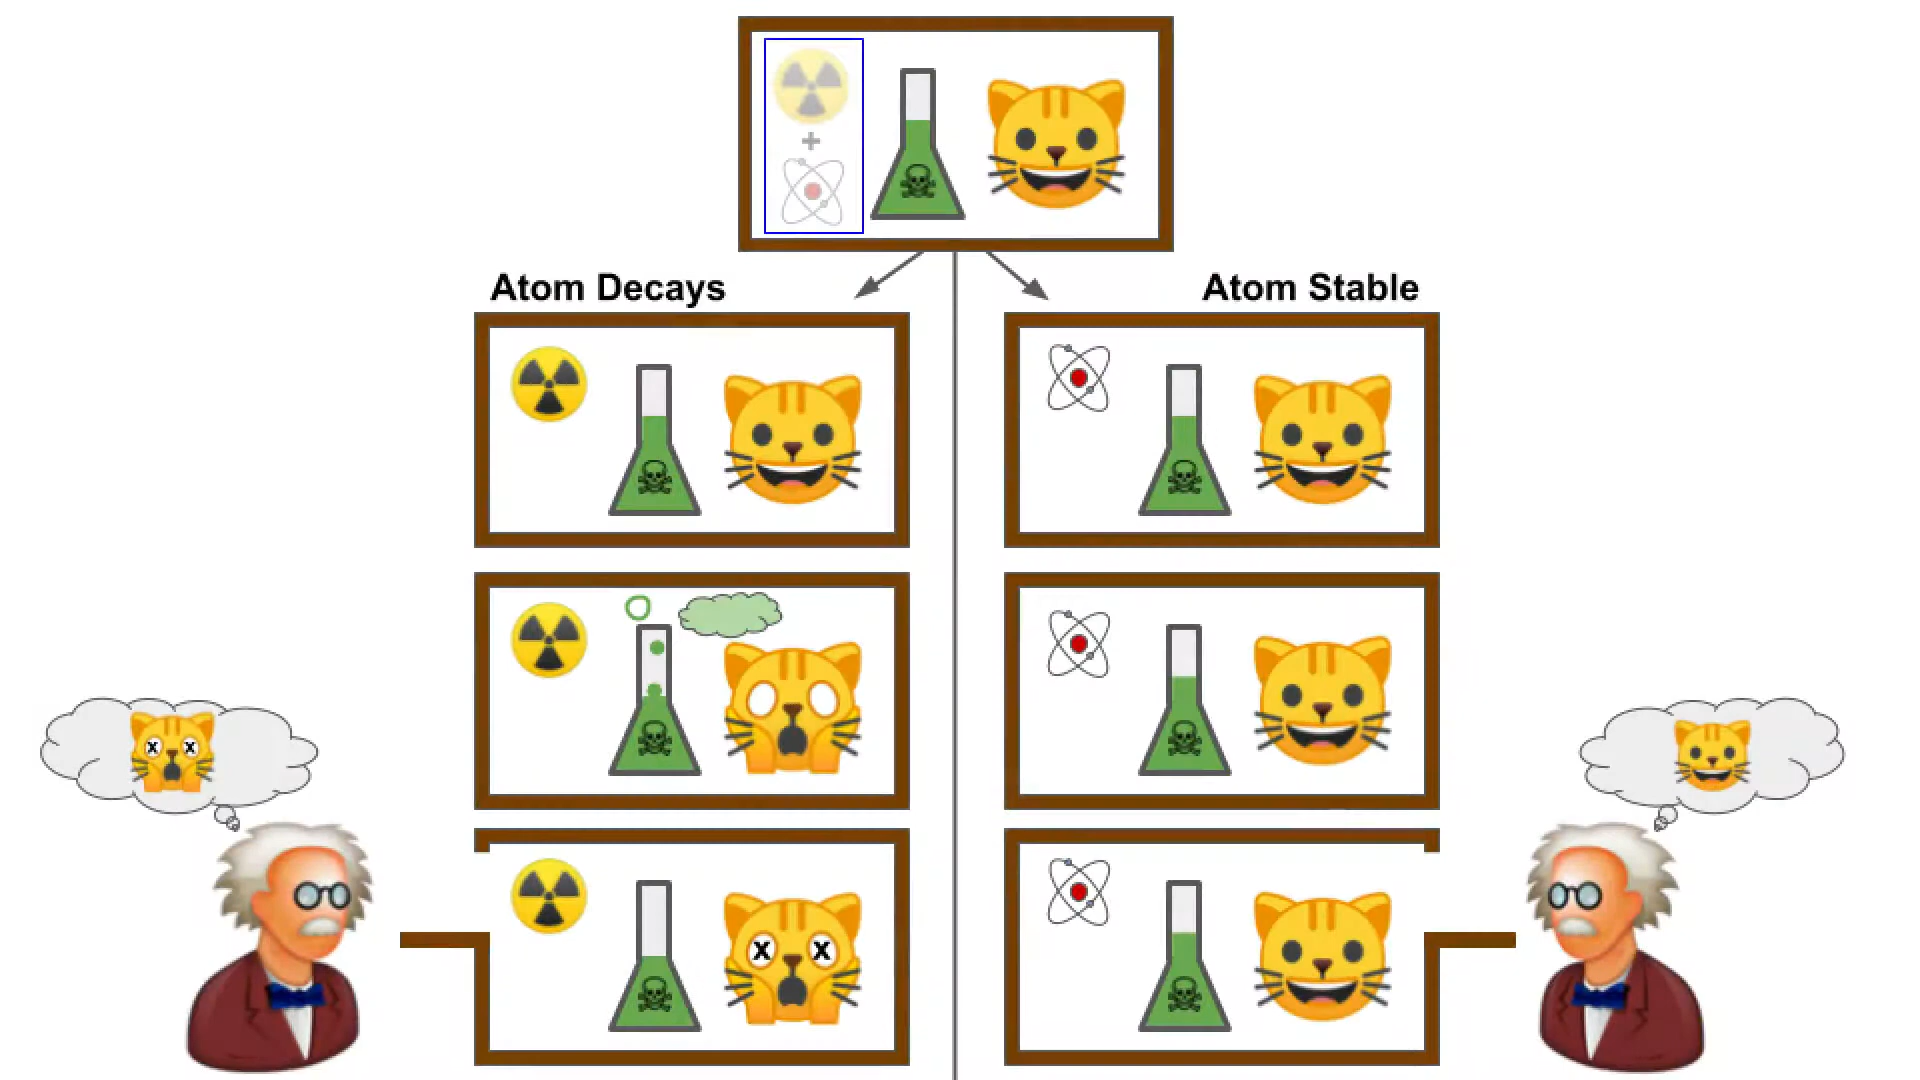 +
Atom Decays
Atom Stable
x x
x x